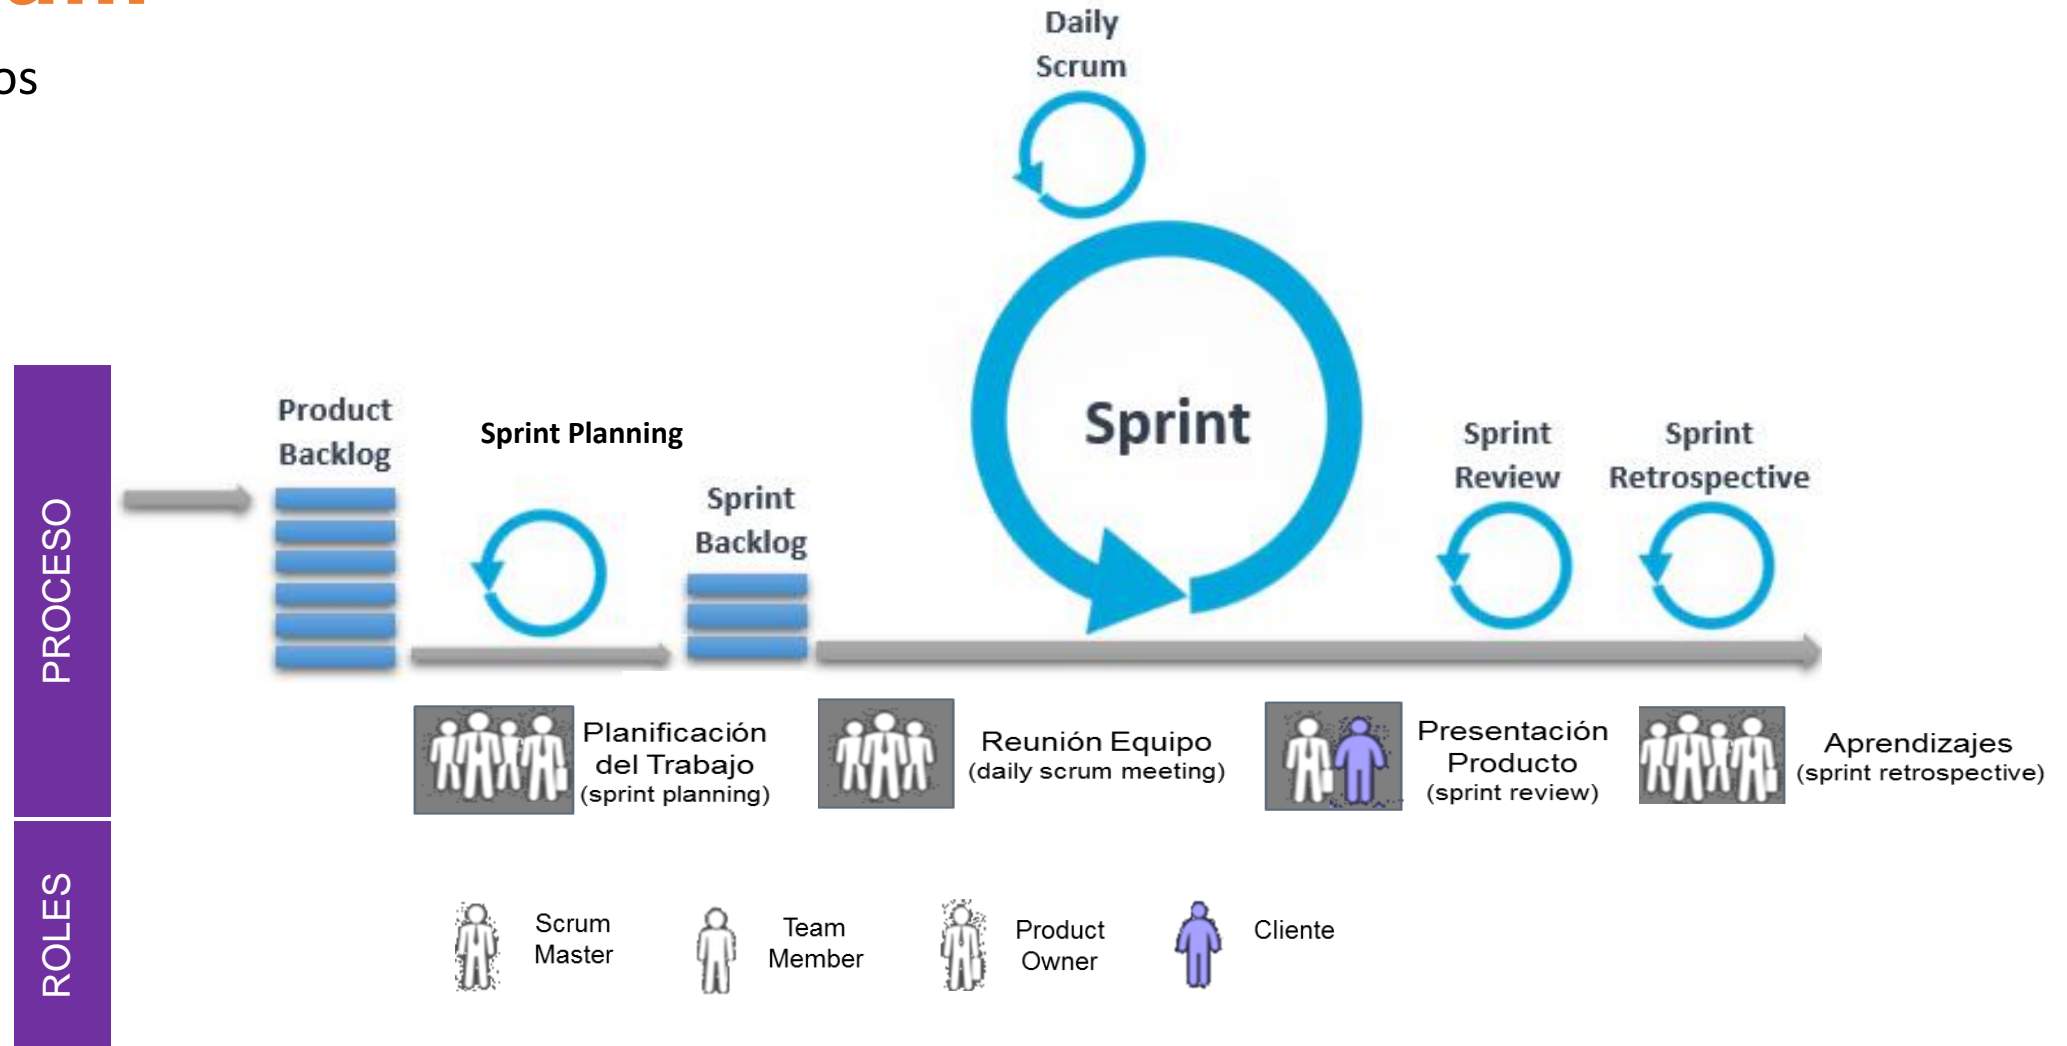 os
Daily
Scrum
Sprint
Product
Backlog
Sprint Planning
Sprint
Backlog
Sprint
Review
Sprint
Retrospective
PROCESO
Planificación
del Trabajo
(sprint planning)
Reunión Equipo
(daily scrum meeting)
Presentación
Producto
(sprint review)
Aprendizajes
(sprint retrospective)
ROLES
Scrum
Master
Team
Member
Product
Owner
Cliente